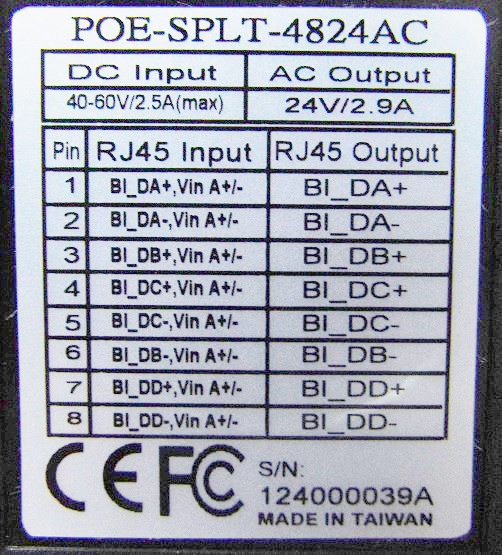 POE-SPLT-4824AC
DC Input AC Output
40-60V/2.5A(max) 24V/2.9A
Pin RJ45 Input RJ45 Output
1 BI_DA+,Vin A+/- BI_DA+
2 BI_DA-,Vin A+/- BI_DA-
3 BI_DB+,Vin A+/- BI_DB+
4 BI_DC+,Vin A+/- BI_DC+
5 BI_DC-,Vin A+/- BI_DC-
6 BI_DB-,Vin A+/- BI_DB-
7 BI_DD+,Vin A+/- BI_DD+
8 BI_DD-,Vin A+/- BI_DD-
CE FC S/N:
124000039A
MADE IN TAIWAN